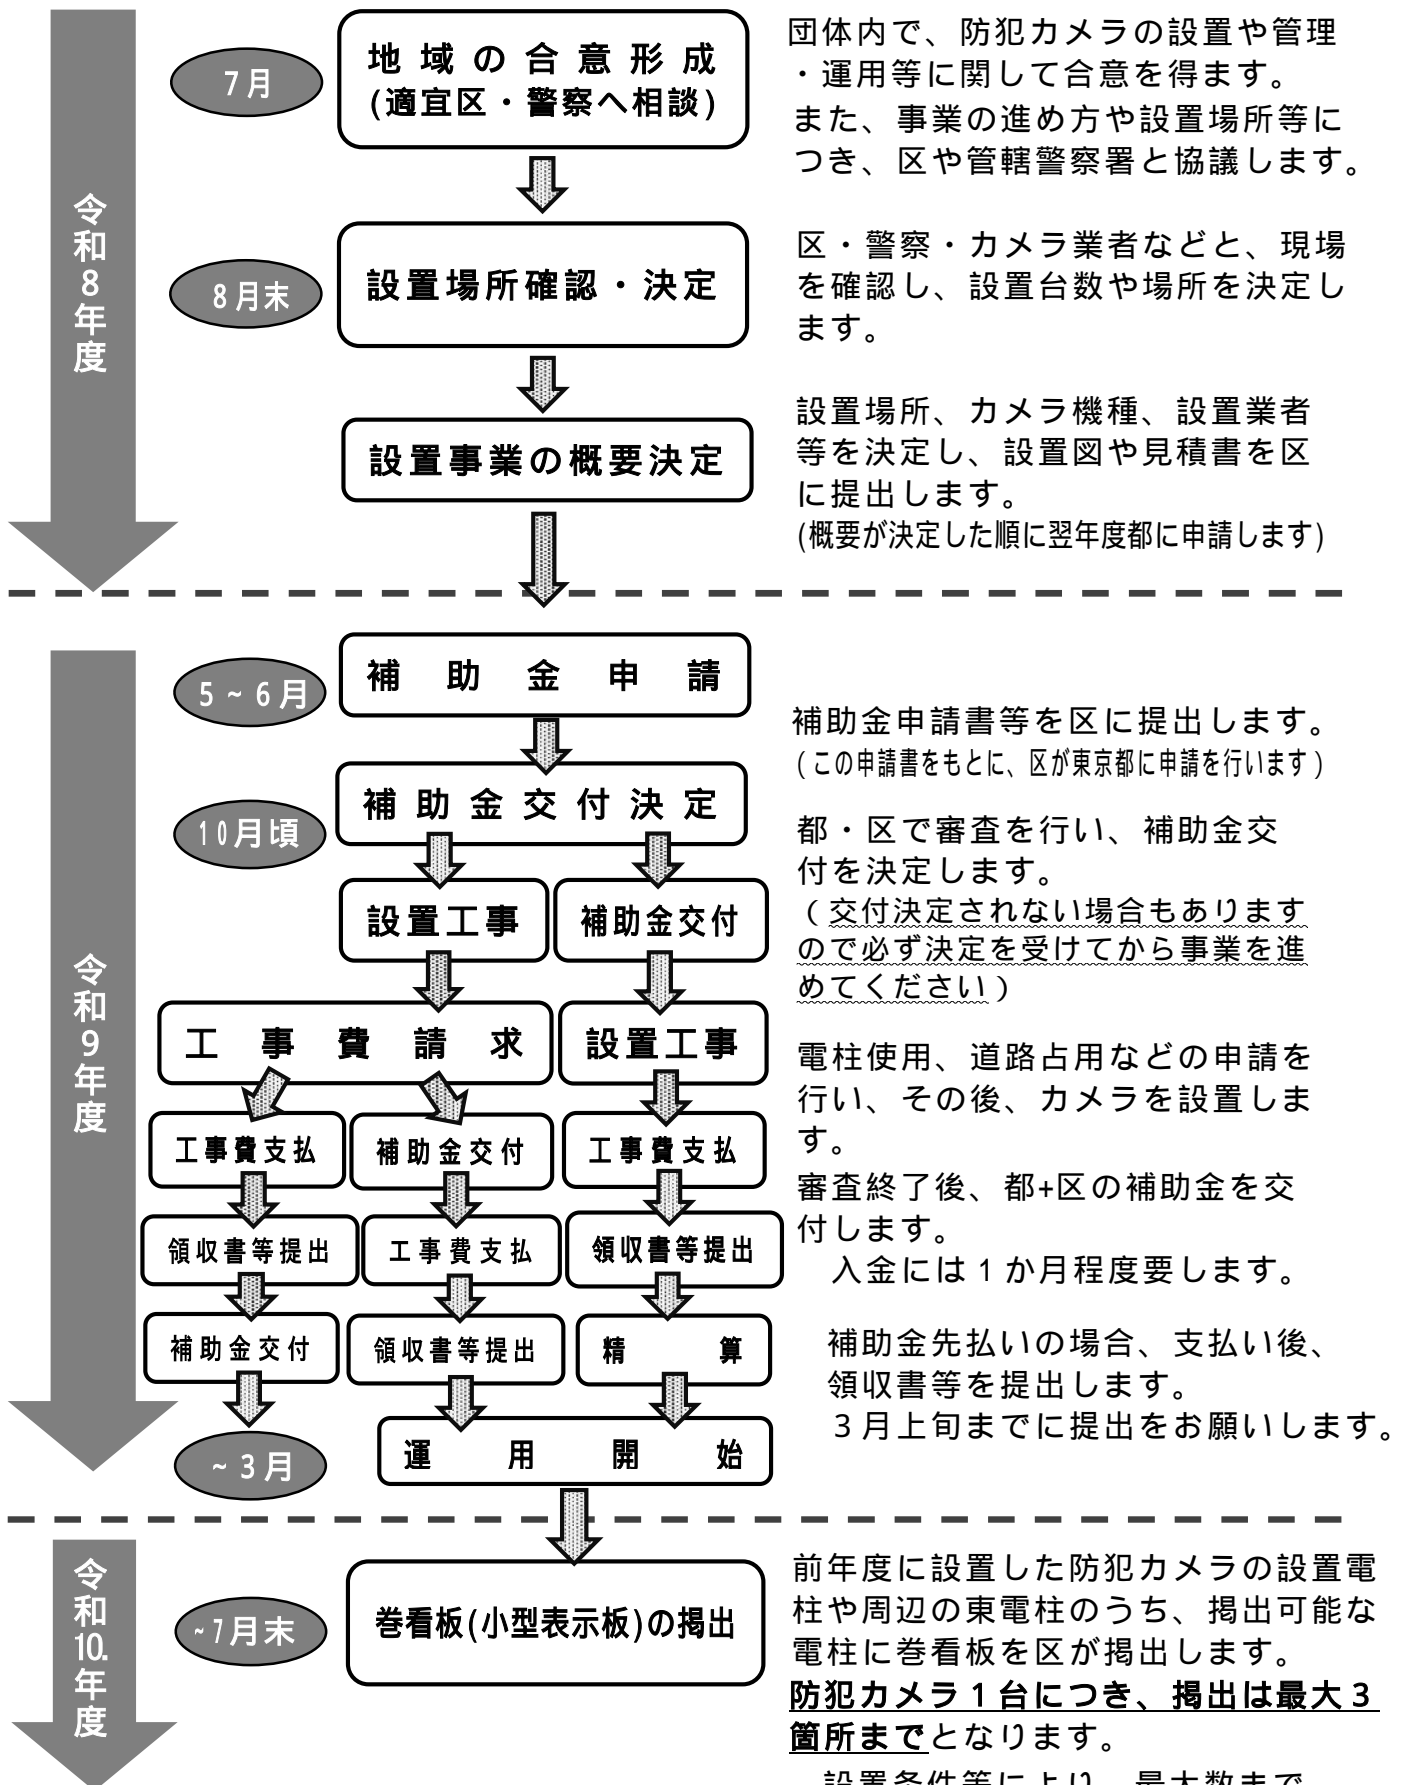 令和8年度
7月
地域の合意形成
(適宜区・警察へ相談)
団体内で、防犯カメラの設置や管理
・運用等に関して合意を得ます。
また、事業の進め方や設置場所等に
つき、区や管轄警察署と協議します。
8月末
設置場所確認・決定
区・警察・カメラ業者などと、現場
を確認し、設置台数や場所を決定し
ます。
設置事業の概要決定
設置場所、カメラ機種、設置業者
等を決定し、設置図や見積書を区
に提出します。
(概要が決定した順に翌年度都に申請します)
令和9年度
5~6月
補助金申請
補助金申請書等を区に提出します。
(この申請書をもとに、区が東京都に申請を行います)
10月頃
補助金交付決定
都・区で審査を行い、補助金交
付を決定します。
(交付決定されない場合もあります
ので必ず決定を受けてから事業を進
めてください)
設置工事
補助金交付
工事費請求
設置工事
電柱使用、道路占用などの申請を
行い、その後、カメラを設置しま
す。
工事費支払
補助金交付
工事費支払
審査終了後、都+区の補助金を交
付します。
入金には1か月程度要します。
領収書等提出
工事費支払
領収書等提出
補助金交付
領収書等提出
精算
補助金先払いの場合、支払い後、
領収書等を提出します。
3月上旬までに提出をお願いします。
~3月
運用開始
令和10.年度
~7月末
巻看板(小型表示板)の掲出
前年度に設置した防犯カメラの設置電
柱や周辺の東電柱のうち、掲出可能な
電柱に巻看板を区が掲出します。
防犯カメラ1台につき、掲出は最大3
箇所までとなります。
設置条件等により、最大数まで